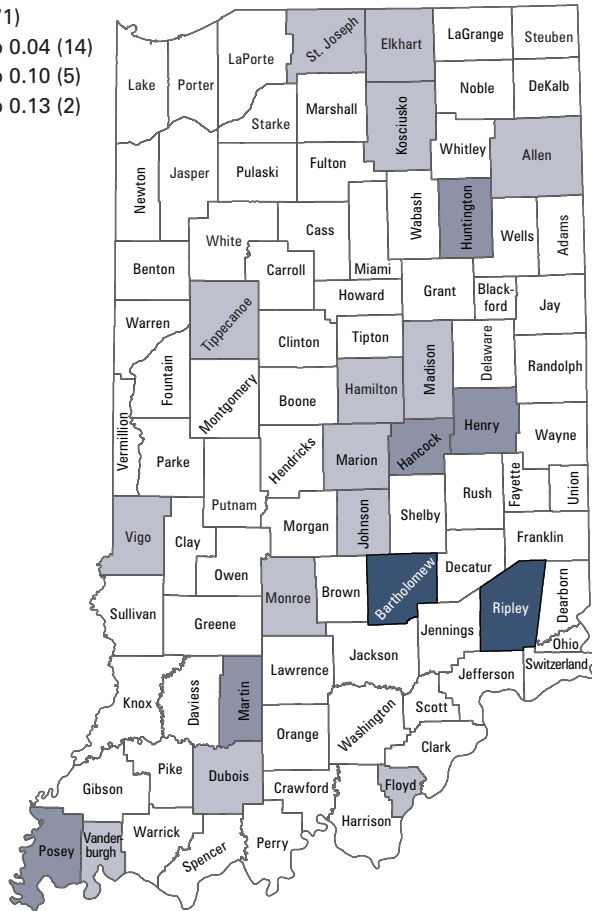 71)
o 0.04 (14)
o 0.10 (5)
o 0.13 (2)
St. Joseph
Elkhart
LaGrange
Steuben
LaPorte
Lake
Porter
Noble
DeKalb
Marshall
Starke
Kosciusko
Whitley
Allen
Newton
Jasper
Pulaski
Fulton
Wabash
Huntington
Wells
Adams
White
Cass
Miami
Benton
Carroll
Howard
Grant
Black-
ford
Jay
Warren
Tippecanoe
Clinton
Tipton
Madison
Delaware
Randolph
Fountain
Montgomery
Boone
Hamilton
Henry
Vermillion
Parke
Hendricks
Marion
Hancock
Wayne
Putnam
Rush
Fayette
Union
Vigo
Clay
Morgan
Johnson
Shelby
Franklin
Owen
Monroe
Brown
Bartholomew
Decatur
Ripley
Dearborn
Sullivan
Greene
Jennings
Ohio
Switzerland
Jackson
Lawrence
Jefferson
Knox
Daviess
Martin
Orange
Washington
Scott
Clark
Gibson
Pike
Dubois
Crawford
Floyd
Harrison
Posey
Vander-
burgh
Warrick
Spencer
Perry